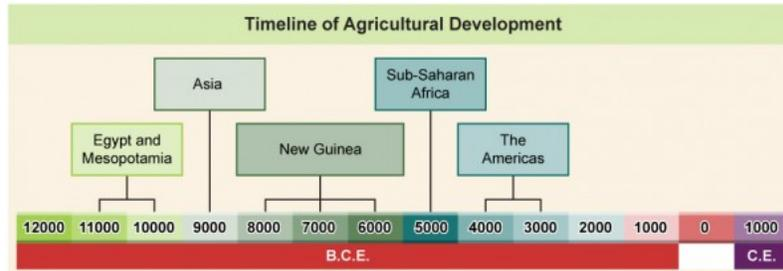 Timeline of Agricultural Development
Asia
Sub-Saharan
Africa
Egypt and
Mesopotamia
New Guinea
The
Americas
12000 11000 10000 9000 8000 7000 6000 5000 4000 3000 2000 1000 0 1000
B.C.E. C.E.